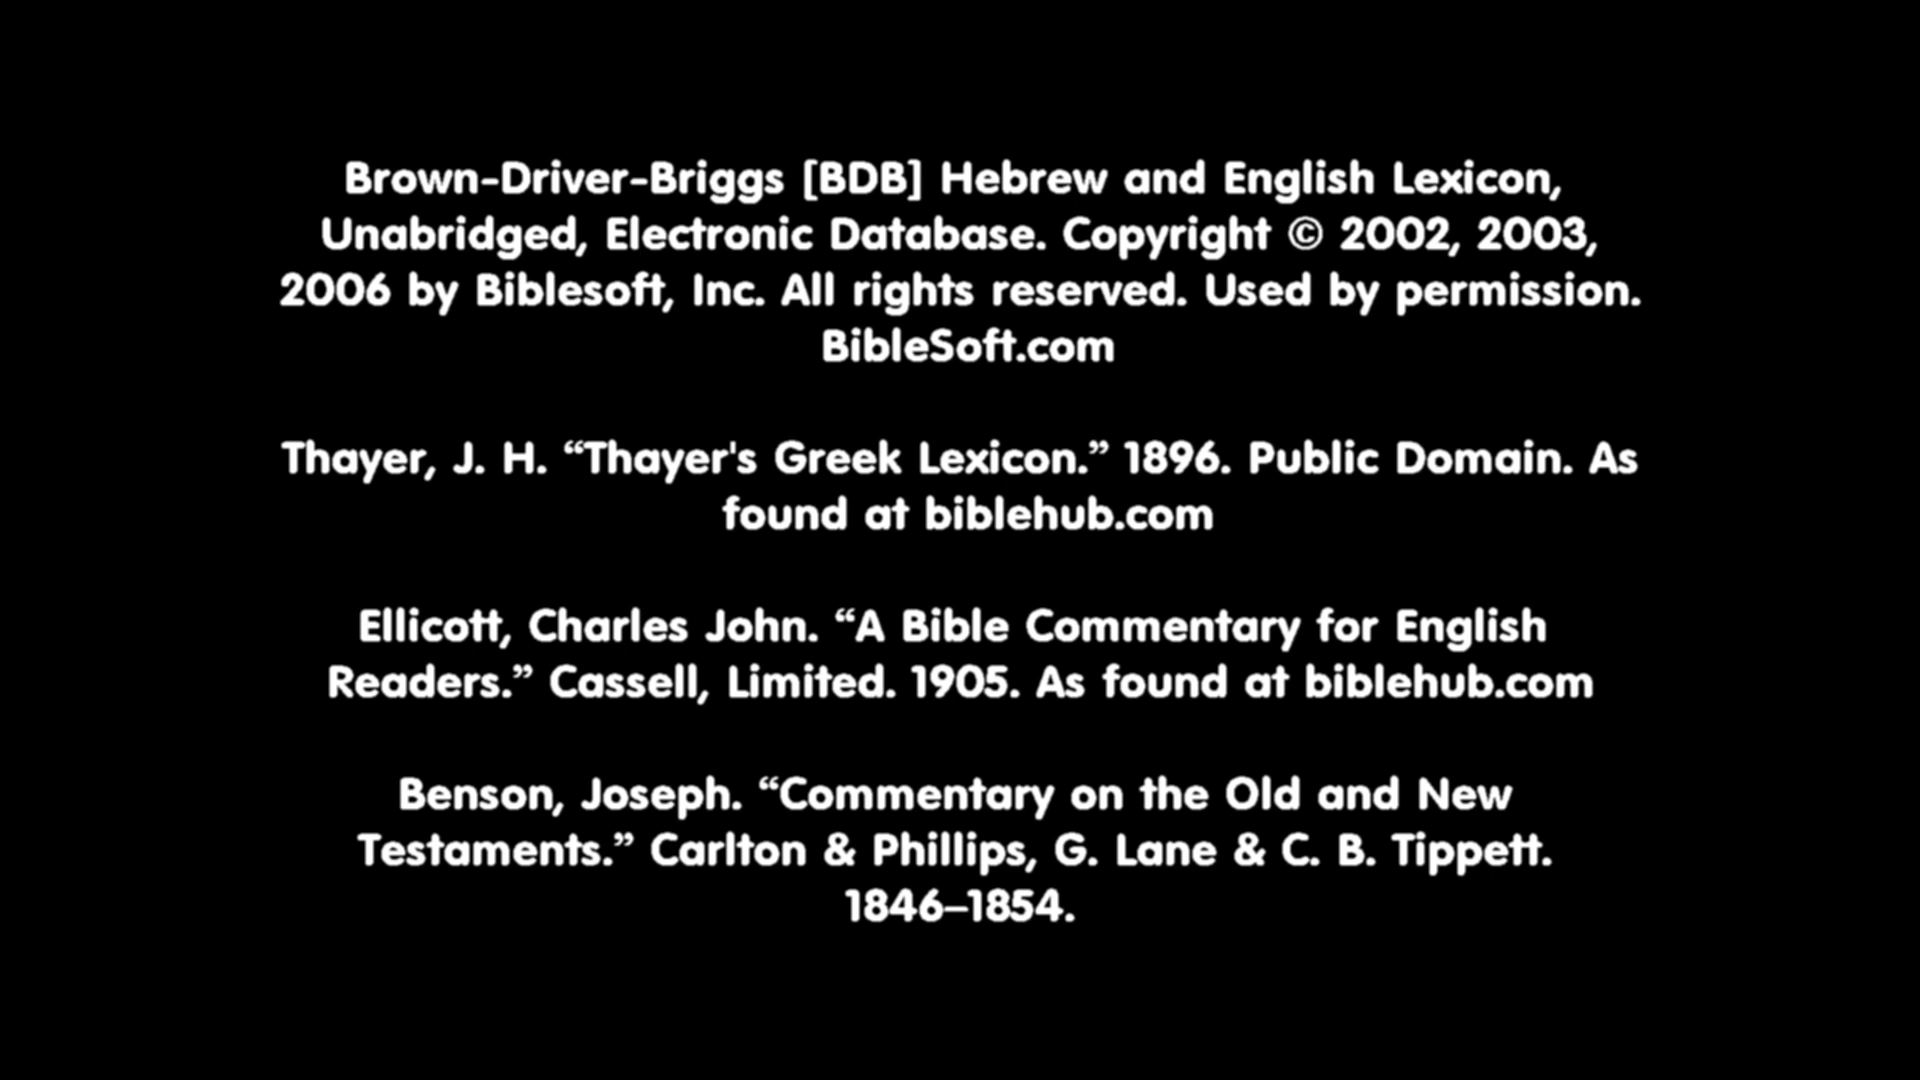 Brown-Driver-Briggs [BDB] Hebrew and English Lexicon,
Unabridged, Electronic Database. Copyright © 2002, 2003,
2006 by Biblesoft, Inc. All rights reserved. Used by permission.
BibleSoft.com
Thayer, J. H. “Thayer's Greek Lexicon.” 1896. Public Domain. As
found at biblehub.com
Ellicott, Charles John. “A Bible Commentary for English
Readers.” Cassell, Limited. 1905. As found at biblehub.com
Benson, Joseph. “Commentary on the Old and New
Testaments.” Carlton & Phillips, G. Lane & C. B. Tippett.
1846–1854.